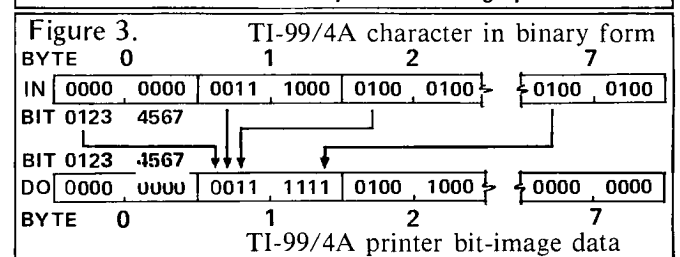 Figure 3. TI-99/4A character in binary form
BYTE 0 1 2 7
IN 0000 0000 0011 1000 0100 0100 0100 0100
BIT 0123 4567
BIT 0123 4567
DO 0000 0000 0011 1111 0100 1000 0000 0000
BYTE 0 1 2 7
TI-99/4A printer bit-image data